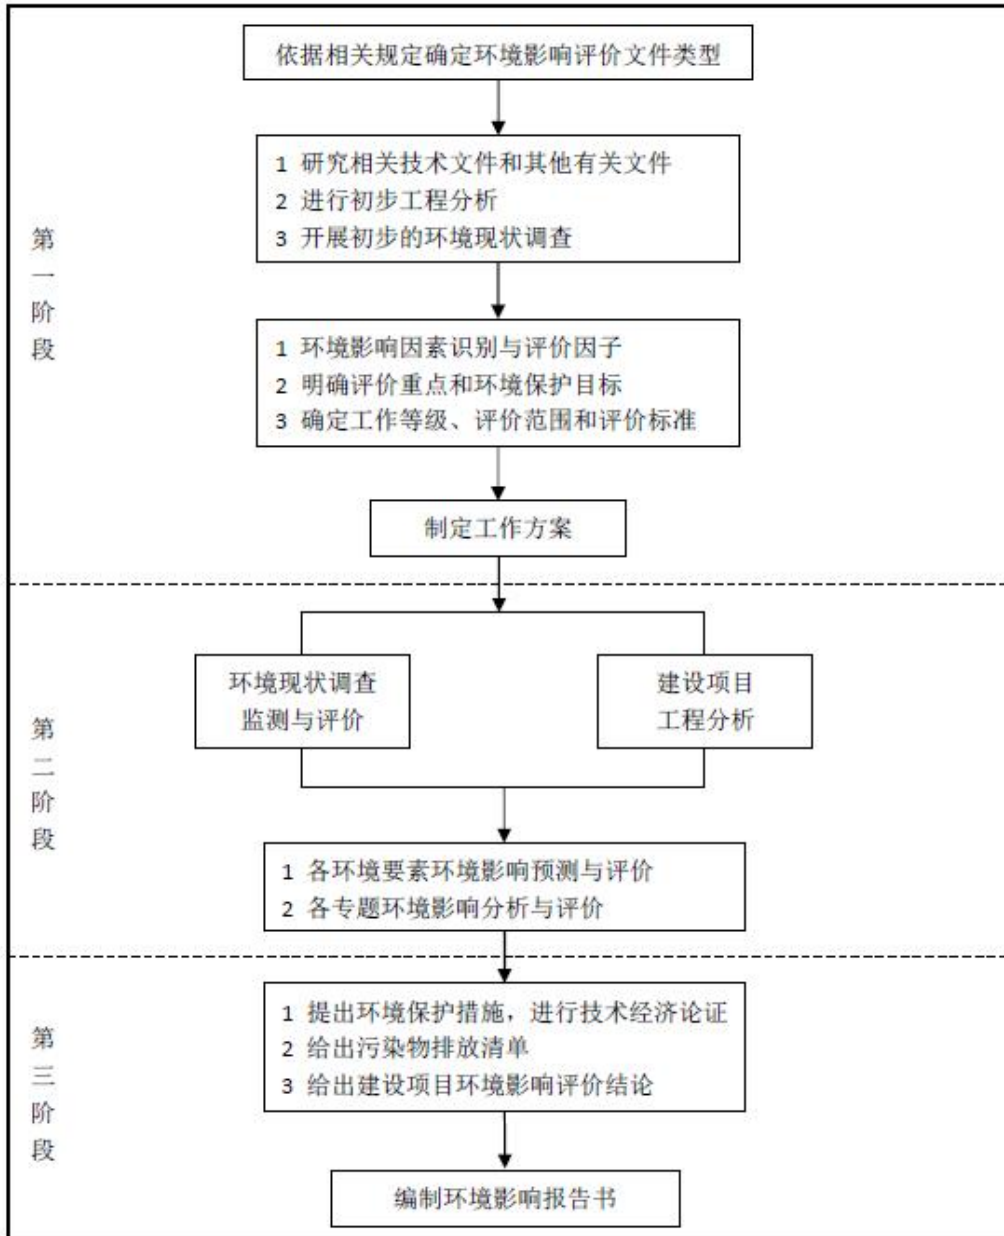 依据相关规定确定环境影响评价文件类型
1 研究相关技术文件和其他有关文件
2 进行初步工程分析
3 开展初步的环境现状调查
第一阶段
1 环境影响因素识别与评价因子
2 明确评价重点和环境保护目标
3 确定工作等级、评价范围和评价标准
制定工作方案
环境现状调查
监测与评价
建设项目
工程分析
第二阶段
1 各环境要素环境影响预测与评价
2 各专题环境影响分析与评价
1 提出环境保护措施，进行技术经济论证
2 给出污染物排放清单
3 给出建设项目环境影响评价结论
第三阶段
编制环境影响报告书